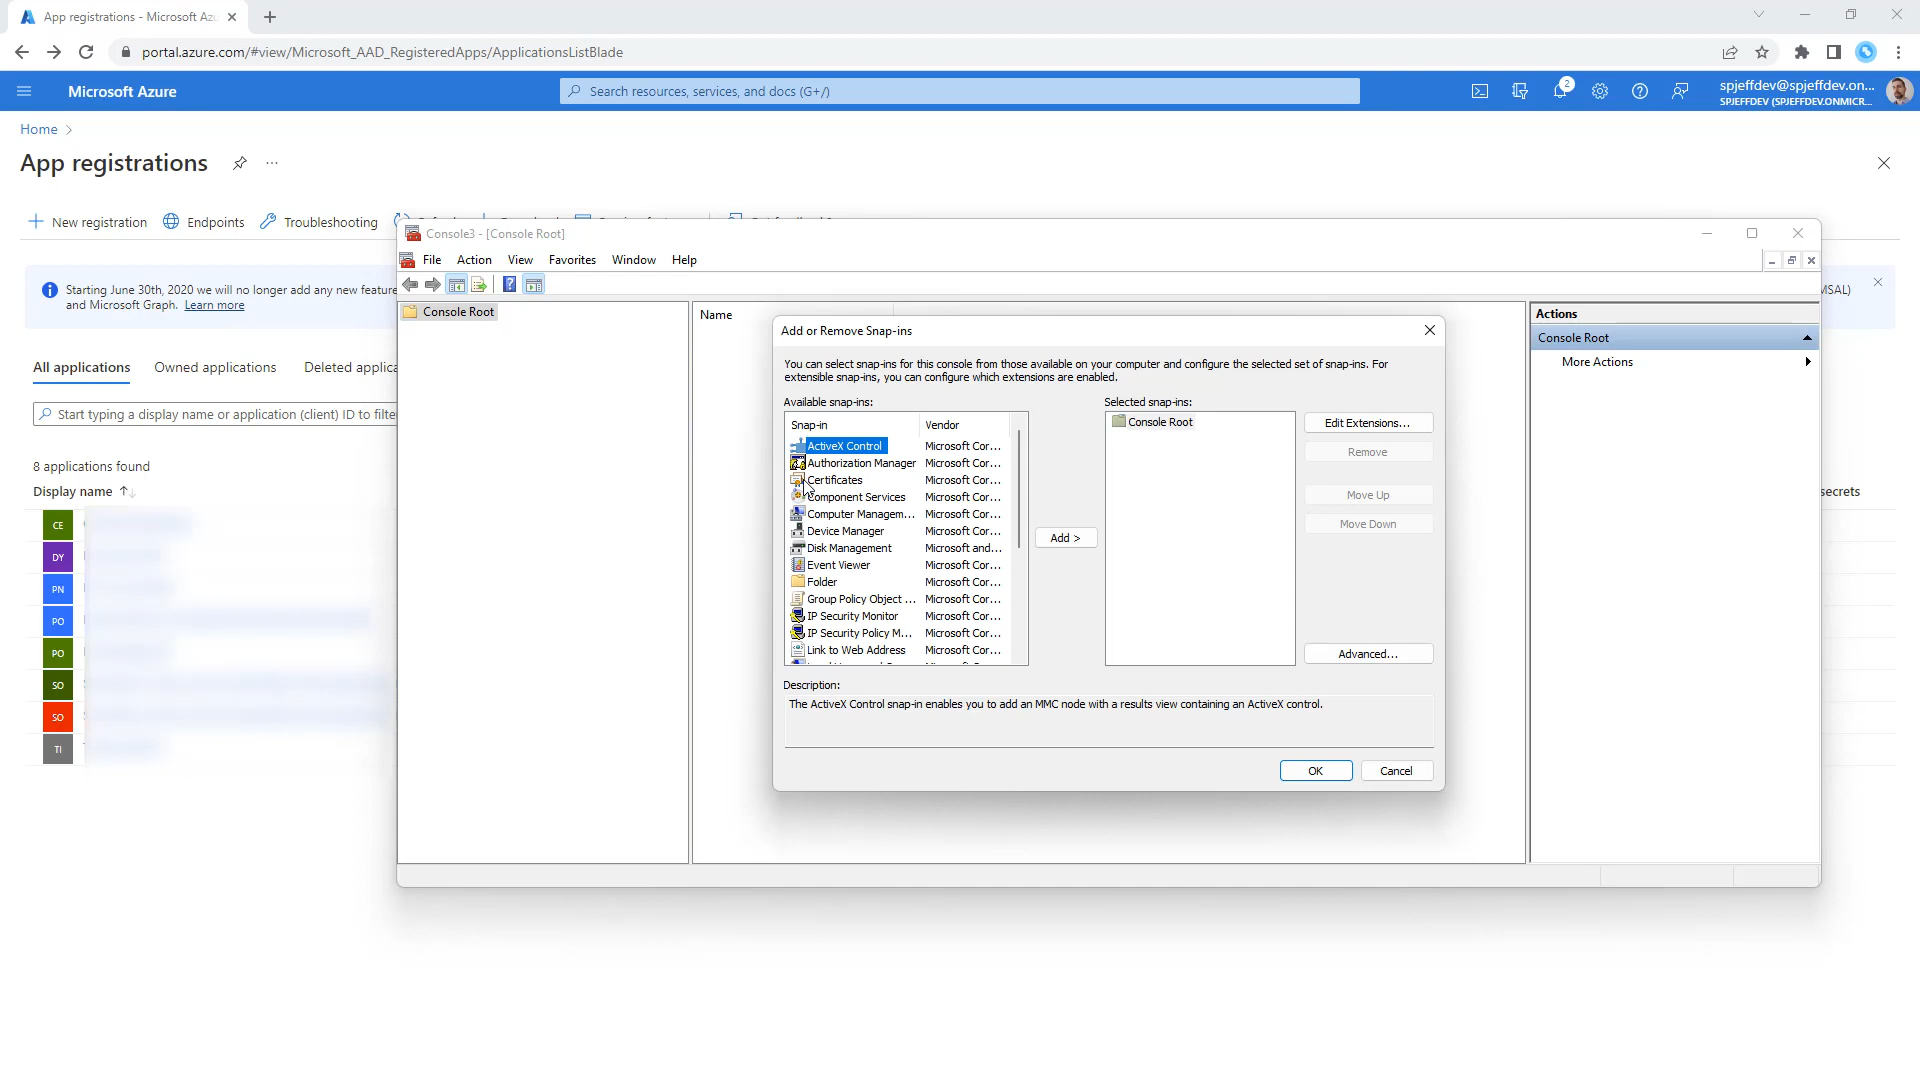 App registrations - Microsoft Az
portal.azure.com/#view/Microsoft_AAD_RegisteredApps/ApplicationsListBlade
Microsoft Azure
Search resources, services, and docs (G+/)
2
spjeffdev@spjeffdev.on...
SPJEFFDEV (SPJEFFDEV.ONMICR...
Home
App registrations
New registration
Endpoints
Troubleshooting
Starting June 30th, 2020 we will no longer add any new feature
and Microsoft Graph. Learn more
MSAL)
All applications
Owned applications
Deleted applica
Start typing a display name or application (client) ID to filte
8 applications found
Display name
secrets
CE
DY
PN
PO
PO
SO
SO
TI
Console3 - [Console Root]
File
Action
View
Favorites
Window
Help
Console Root
Name
Actions
Console Root
More Actions
Add or Remove Snap-ins
You can select snap-ins for this console from those available on your computer and configure the selected set of snap-ins. For
extensible snap-ins, you can configure which extensions are enabled.
Available snap-ins:
Snap-in Vendor
ActiveX Control Microsoft Cor...
Authorization Manager Microsoft Cor...
Certificates Microsoft Cor...
Component Services Microsoft Cor...
Computer Managem... Microsoft Cor...
Device Manager Microsoft Cor...
Disk Management Microsoft and...
Event Viewer Microsoft Cor...
Folder Microsoft Cor...
Group Policy Object ... Microsoft Cor...
IP Security Monitor Microsoft Cor...
IP Security Policy M... Microsoft Cor...
Link to Web Address Microsoft Cor...
Add >
Selected snap-ins:
Console Root
Edit Extensions...
Remove
Move Up
Move Down
Advanced...
Description:
The ActiveX Control snap-in enables you to add an MMC node with a results view containing an ActiveX control.
OK
Cancel